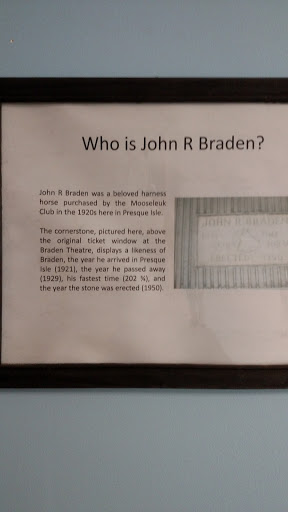 Who is John R Braden?
John R Braden was a beloved harness
horse purchased by the Mooseleuk
Club in the 1920s here in Presque Isle.
The cornerstone, pictured here, above
the original ticket window at the
Braden Theatre, displays a likeness of
Braden, the year he arrived in Presque
Isle (1921), the year he passed away
(1929), his fastest time (202 ¾), and
the year the stone was erected (1950).
JOHN R BRADEN